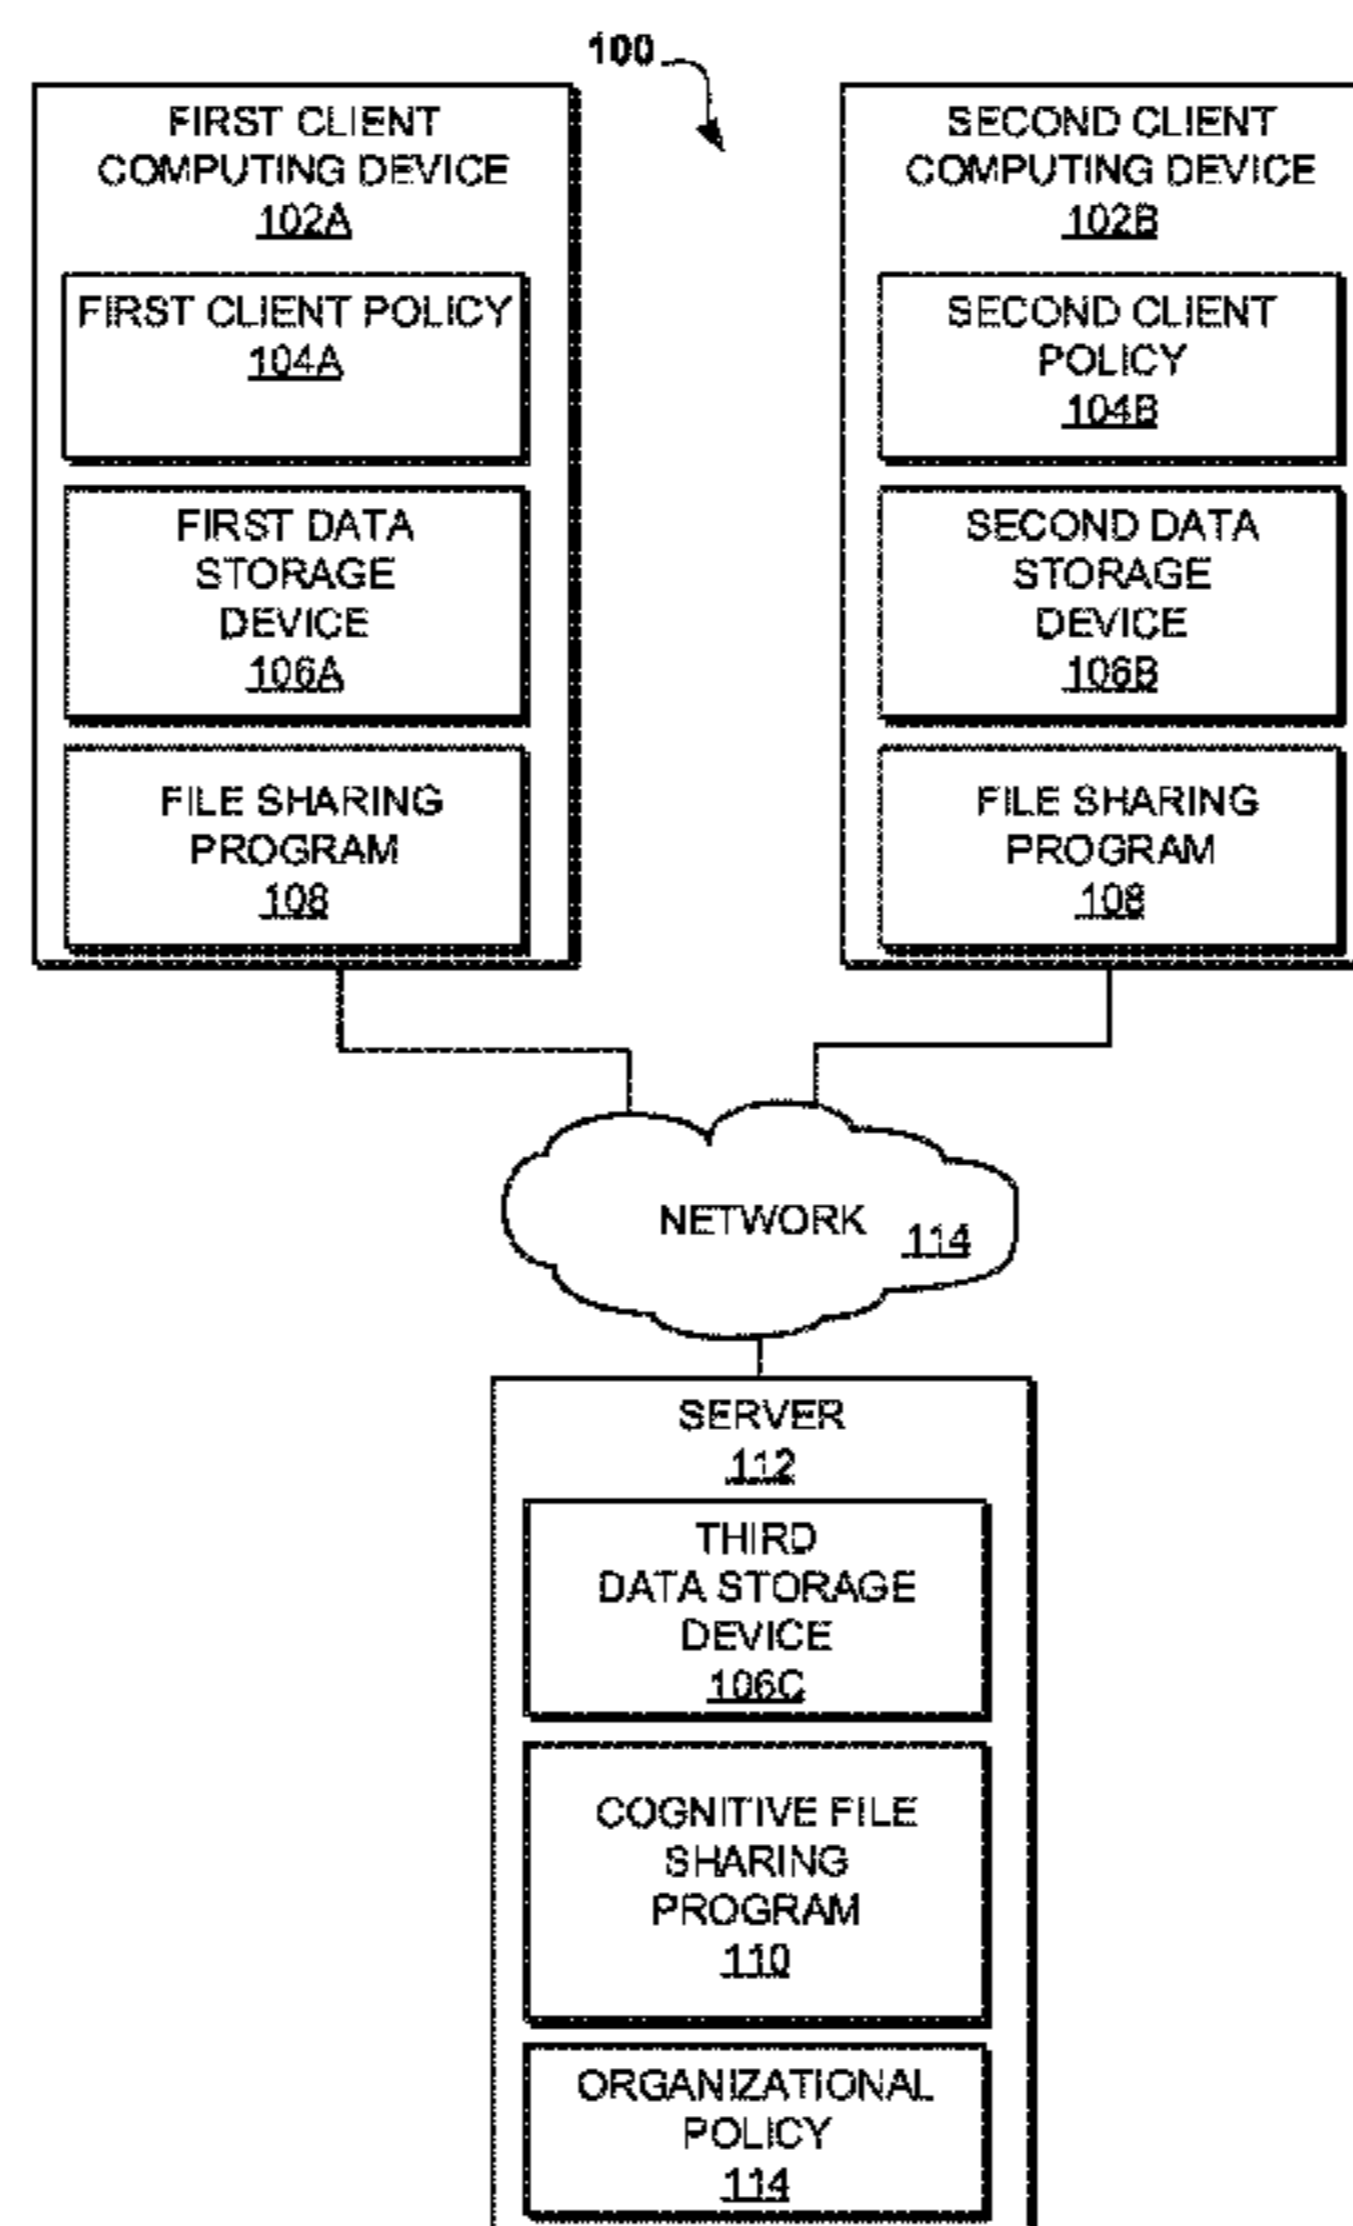 100
FIRST CLIENT
COMPUTING DEVICE
102A
FIRST CLIENT POLICY
104A
FIRST DATA
STORAGE
DEVICE
106A
FILE SHARING
PROGRAM
108
SECOND CLIENT
COMPUTING DEVICE
102B
SECOND CLIENT
POLICY
104B
SECOND DATA
STORAGE
DEVICE
106B
FILE SHARING
PROGRAM
108
NETWORK 114
SERVER
112
THIRD
DATA STORAGE
DEVICE
106C
COGNITIVE FILE
SHARING
PROGRAM
110
ORGANIZATIONAL
POLICY
114